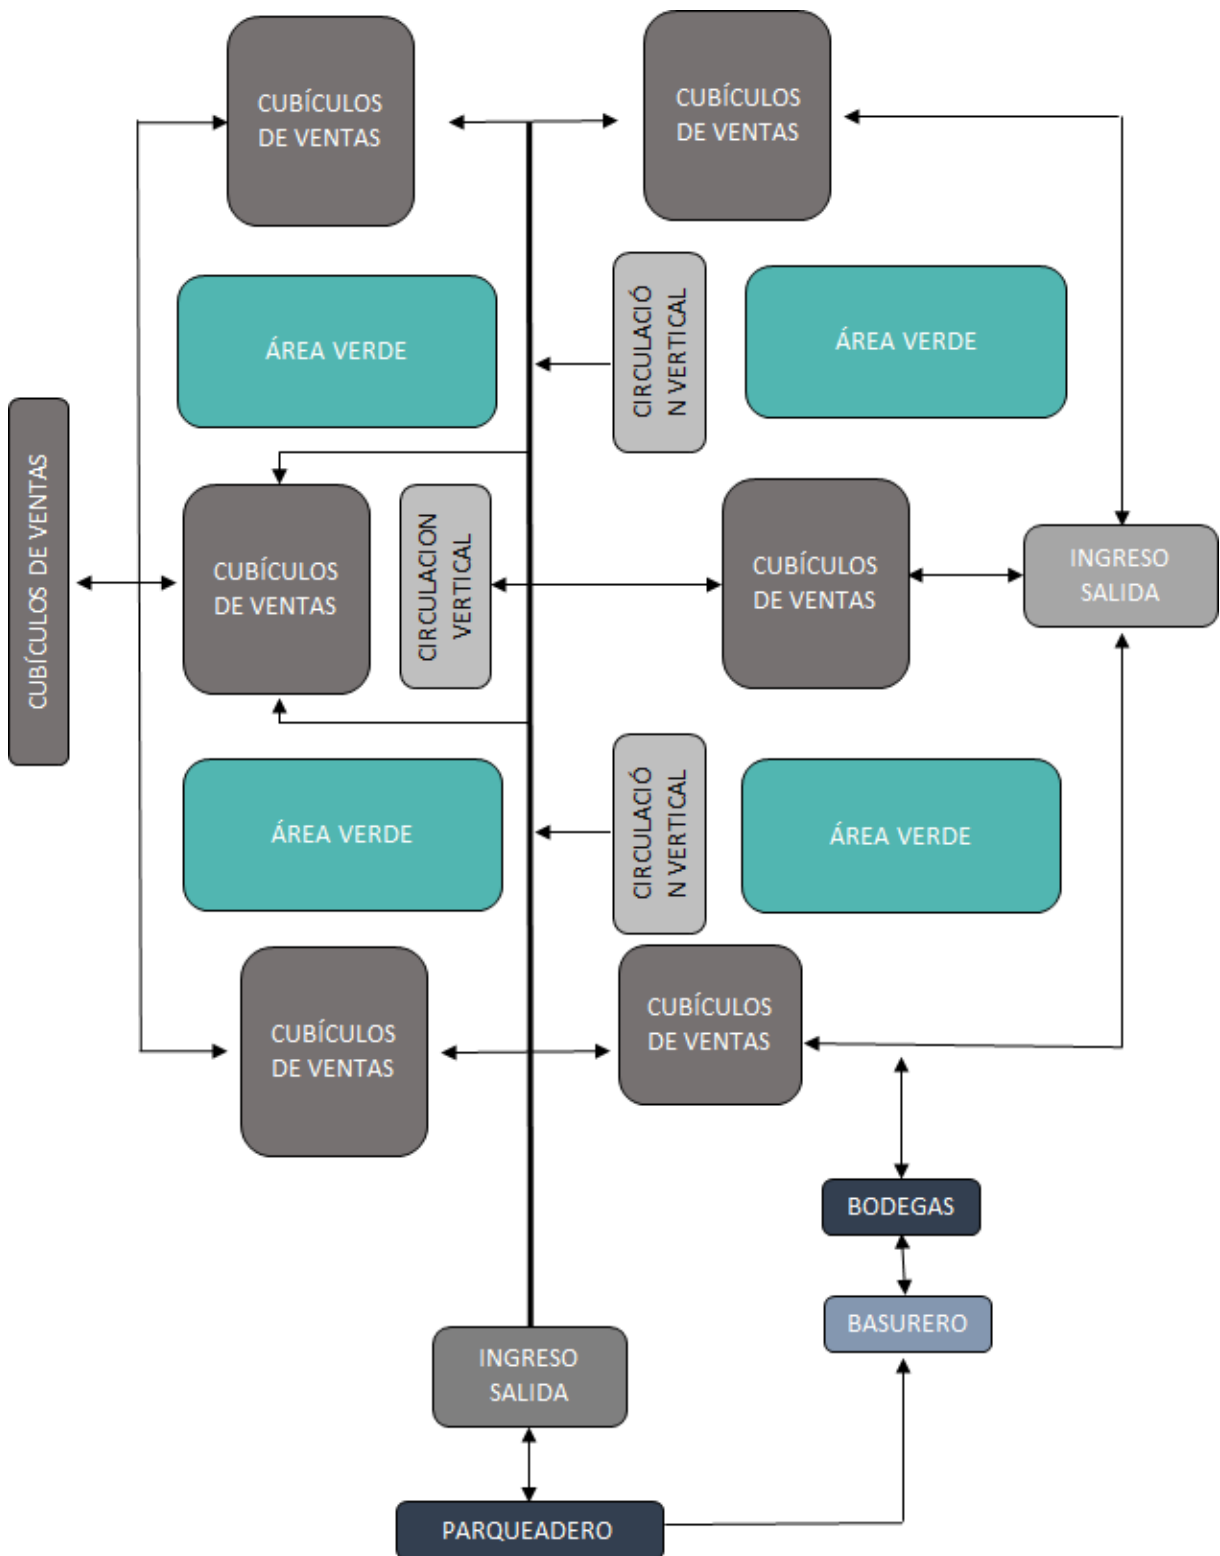 CUBÍCULOS
DE VENTAS
CUBÍCULOS
DE VENTAS
ÁREA VERDE
CIRCULACIÓ
N VERTICAL
ÁREA VERDE
CUBÍCULOS DE VENTAS
CUBÍCULOS
DE VENTAS
CIRCULACION
VERTICAL
CUBÍCULOS
DE VENTAS
INGRESO
SALIDA
ÁREA VERDE
CIRCULACIÓ
N VERTICAL
ÁREA VERDE
CUBÍCULOS
DE VENTAS
CUBÍCULOS
DE VENTAS
BODEGAS
BASURERO
INGRESO
SALIDA
PARQUEADERO